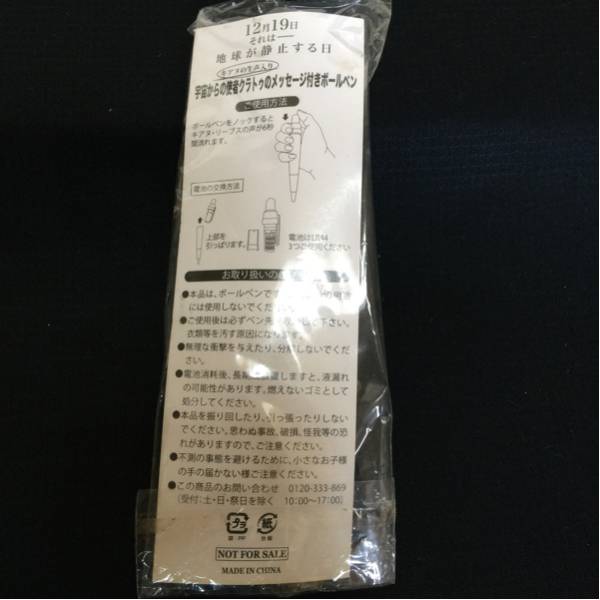 12月19日
それは――
地球が静止する日
キアヌの生声入り
宇宙からの使者クラトゥのメッセージ付きボールペン
ご使用方法
ボールペンをノックすると
キアヌ・リーブスの声が6秒
間流れます。
電池の交換方法
上部を
引っぱります。
電池は
3つご使用ください
お取り扱いの
●本品は、ボールペンです
には使用しないでください。
●ご使用後は必ずペン先を して下さい。
衣類等を汚す原因になります。
●無理な衝撃を与えたり、分解しないでくだ
さい。
●電池消耗後、長期 しますと、液漏れ
の可能性があります。燃えないゴミとして
処分してください。
●本品を振り回したり、引っ張ったりしない
でください。思わぬ事故、破損、怪我等の恐
れがありますので、ご注意ください。
●不測の事態を避けるために、小さなお子様
の手の届かない様ご注意ください。
●この商品のお問い合わせ 0120-333-869
(受付:土・日・祭日を除く 10:00～17:00)
NOT FOR SALE
MADE IN CHINA